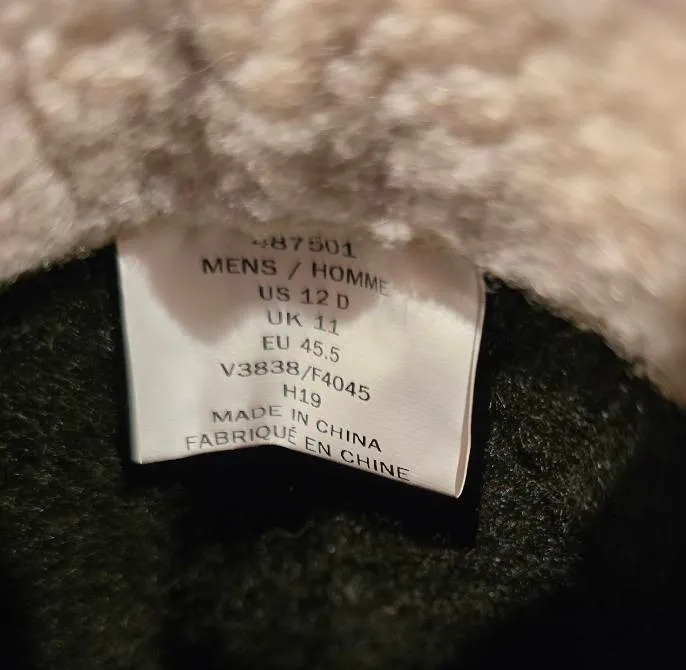 487501
MENS / HOMME
US 12 D
UK 11
EU 45.5
V3838/F4045
H19
MADE IN CHINA
FABRIQUÉ EN CHINE